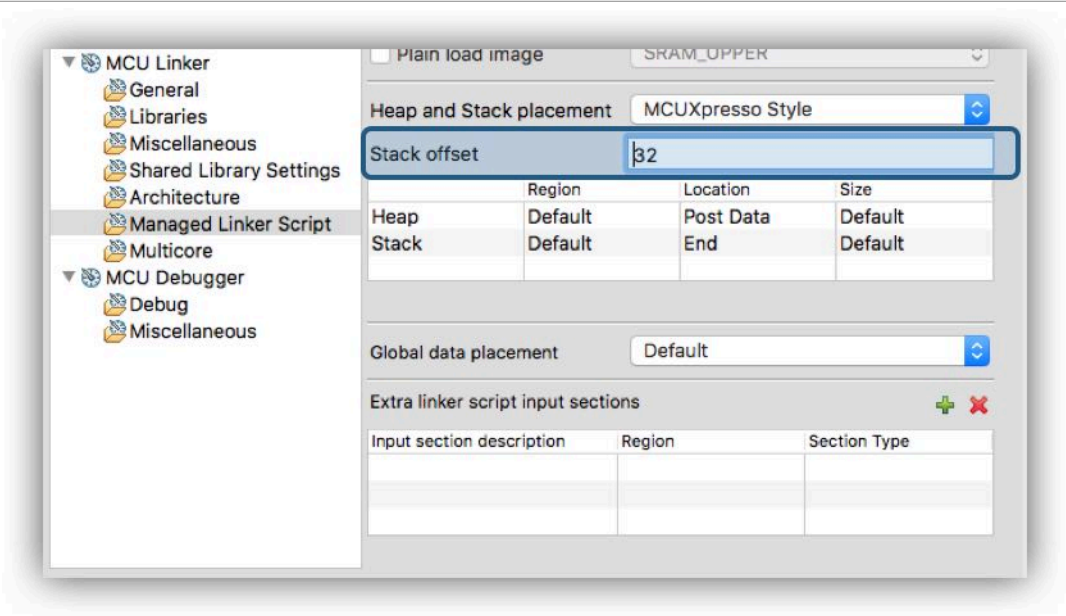 MCU Linker
General
Libraries
Miscellaneous
Shared Library Settings
Architecture
Managed Linker Script
Multicore
MCU Debugger
Debug
Miscellaneous
Plain load image SRAM_UPPER
Heap and Stack placement MCUXpresso Style
Stack offset 32
Region Location Size
Heap Default Post Data Default
Stack Default End Default
Global data placement Default
Extra linker script input sections
Input section description Region Section Type